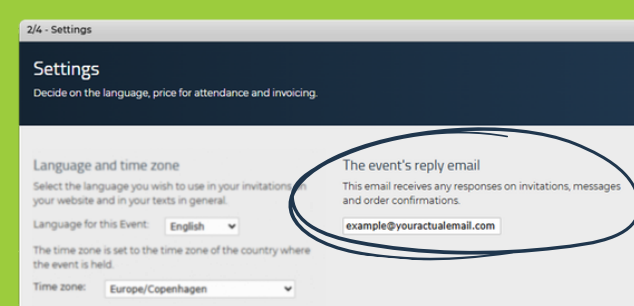 2/4 - Settings
Settings
Decide on the language, price for attendance and invoicing.
Language and time zone
Select the language you wish to use in your invitations, on
your website and in your texts in general.
Language for this Event: English
The time zone is set to the time zone of the country where
the event is held.
Time zone: Europe/Copenhagen
The event's reply email
This email receives any responses on invitations, messages
and order confirmations.
example@youractualemail.com